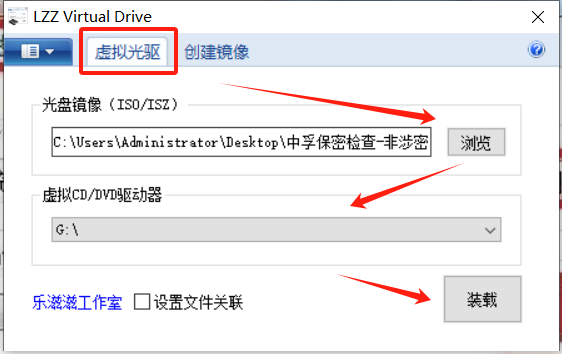 LZZ Virtual Drive
虚拟光驱 创建镜像
光盘镜像（ISO/ISZ）
C:\Users\Administrator\Desktop\中孚保密检查-非涉密
浏览
虚拟CD/DVD驱动器
G:\
乐滋滋工作室 设置文件关联
装载